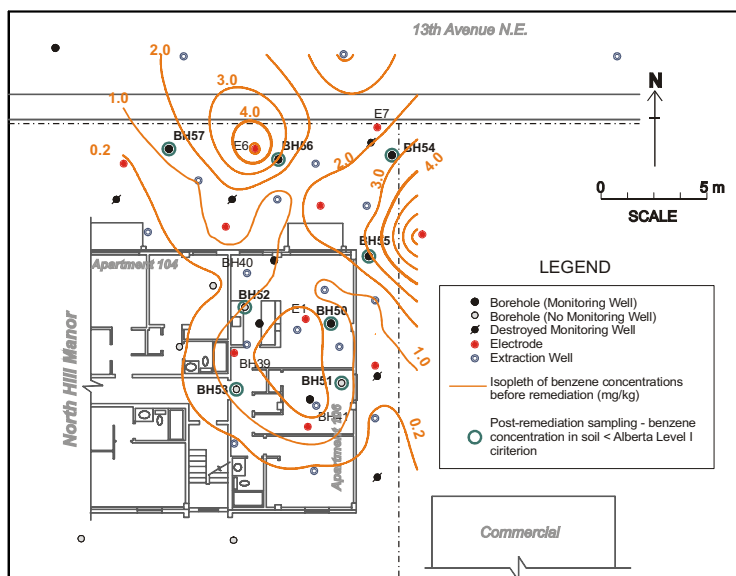 13th Avenue N.E.
2.0
3.0
1.0
4.0
N
E7
BH57
E6
BH56
BH54
0.2
2.0
3.0
4.0
0 5 m
SCALE
BH55
Apartment 104
BH40
LEGEND
BH52
Borehole (Monitoring Well)
Borehole (No Monitoring Well)
Destroyed Monitoring Well
Electrode
Extraction Well
Isopleth of benzene concentrations
before remediation (mg/kg)
Post-remediation sampling - benzene
concentration in soil < Alberta Level I
ciriterion
E1
BH50
1.0
BH39
BH53
BH51
North Hill Manor
Apartment 106
0.2
Commercial